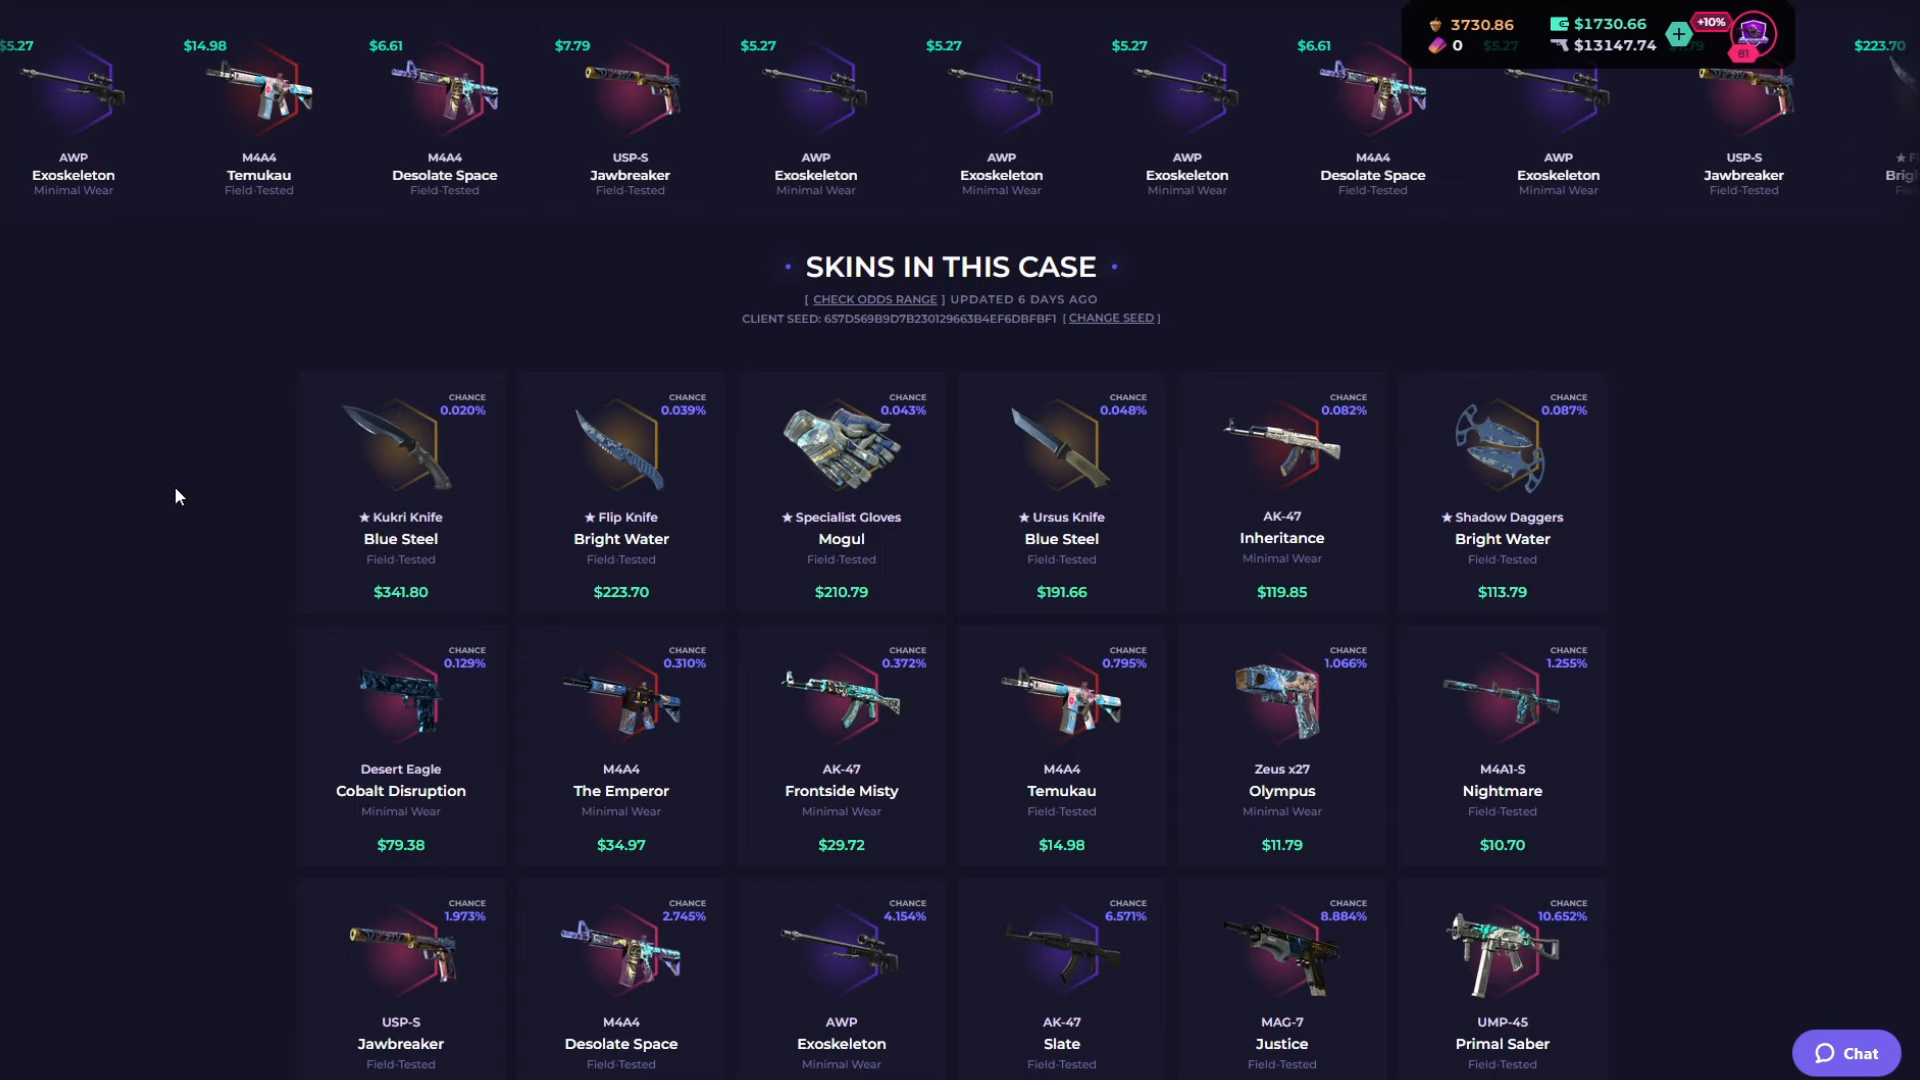 3730.86 $1730.66 +10%
0 $13147.74 81
$5.27 $14.98 $6.61 $7.79 $5.27 $5.27 $5.27 $6.61 $5.27 $223.70
AWP M4A4 M4A4 USP-S AWP AWP AWP M4A4 AWP USP-S
Exoskeleton Temukau Desolate Space Jawbreaker Exoskeleton Exoskeleton Exoskeleton Desolate Space Exoskeleton Jawbreaker
Minimal Wear Field-Tested Field-Tested Field-Tested Minimal Wear Minimal Wear Minimal Wear Field-Tested Minimal Wear Field-Tested
• SKINS IN THIS CASE •
[ CHECK ODDS RANGE ] UPDATED 6 DAYS AGO
CLIENT SEED: 657D569B9D7B230129663B4EF6DBFBF1 [ CHANGE SEED ]
CHANCE CHANCE CHANCE CHANCE CHANCE CHANCE
0.020% 0.039% 0.043% 0.048% 0.082% 0.087%
★ Kukri Knife ★ Flip Knife ★ Specialist Gloves ★ Ursus Knife AK-47 ★ Shadow Daggers
Blue Steel Bright Water Mogul Blue Steel Inheritance Bright Water
Field-Tested Field-Tested Field-Tested Field-Tested Minimal Wear Field-Tested
$341.80 $223.70 $210.79 $191.66 $119.85 $113.79
CHANCE CHANCE CHANCE CHANCE CHANCE CHANCE
0.129% 0.310% 0.372% 0.795% 1.066% 1.255%
Desert Eagle M4A4 AK-47 M4A4 Zeus x27 M4A1-S
Cobalt Disruption The Emperor Frontside Misty Temukau Olympus Nightmare
Minimal Wear Minimal Wear Minimal Wear Field-Tested Minimal Wear Field-Tested
$79.38 $34.97 $29.72 $14.98 $11.79 $10.70
CHANCE CHANCE CHANCE CHANCE CHANCE CHANCE
1.973% 2.745% 4.154% 6.571% 8.884% 10.652%
USP-S M4A4 AWP AK-47 MAG-7 UMP-45
Jawbreaker Desolate Space Exoskeleton Slate Justice Primal Saber
Field-Tested Field-Tested Minimal Wear Field-Tested Field-Tested Field-Tested
Chat